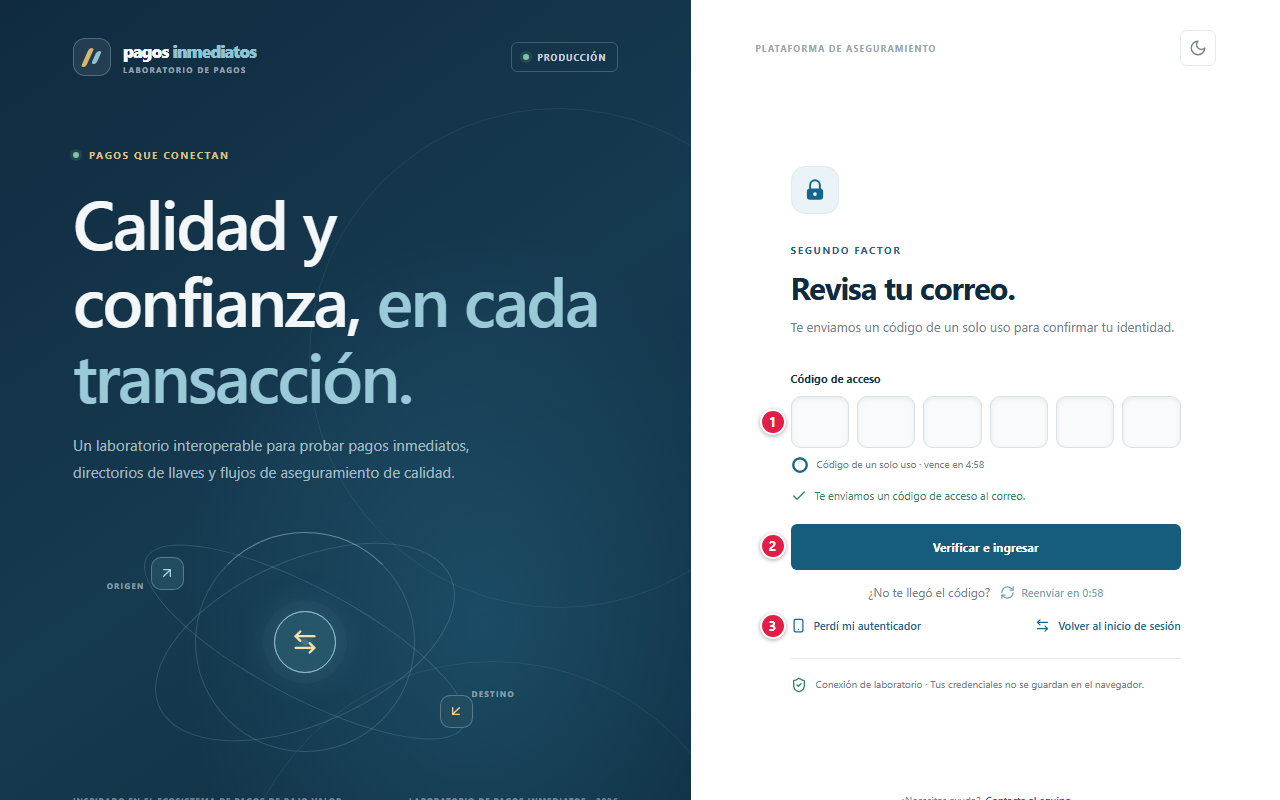 pagos inmediatos
LABORATORIO DE PAGOS
PRODUCCIÓN
PAGOS QUE CONECTAN
Calidad y
confianza, en cada
transacción.
Un laboratorio interoperable para probar pagos inmediatos,
directorios de llaves y flujos de aseguramiento de calidad.
ORIGEN
DESTINO
PLATAFORMA DE ASEGURAMIENTO
SEGUNDO FACTOR
Revisa tu correo.
Te enviamos un código de un solo uso para confirmar tu identidad.
Código de acceso
1
Código de un solo uso · vence en 4:58
Te enviamos un código de acceso al correo.
2
Verificar e ingresar
¿No te llegó el código? Reenviar en 0:58
3
Perdí mi autenticador
Volver al inicio de sesión
Conexión de laboratorio · Tus credenciales no se guardan en el navegador.